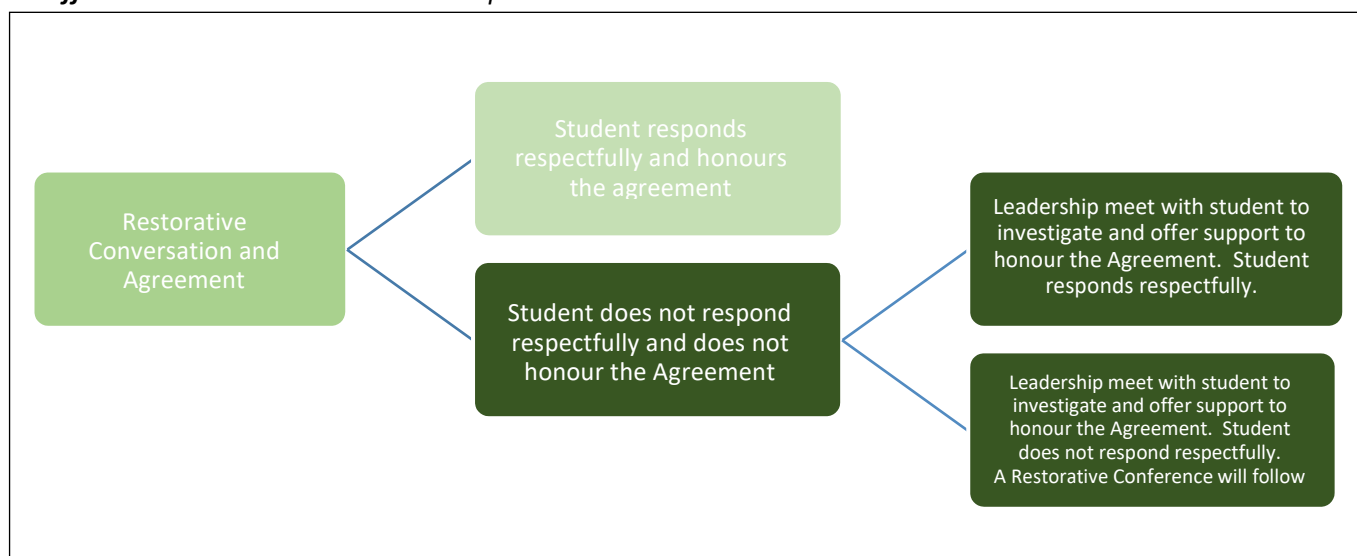 Restorative
Conversation and
Agreement
Student responds
respectfully and honours
the agreement
Student does not respond
respectfully and does not
honour the Agreement
Leadership meet with student to
investigate and offer support to
honour the Agreement. Student
responds respectfully.
Leadership meet with student to
investigate and offer support to
honour the Agreement. Student
does not respond respectfully.
A Restorative Conference will follow